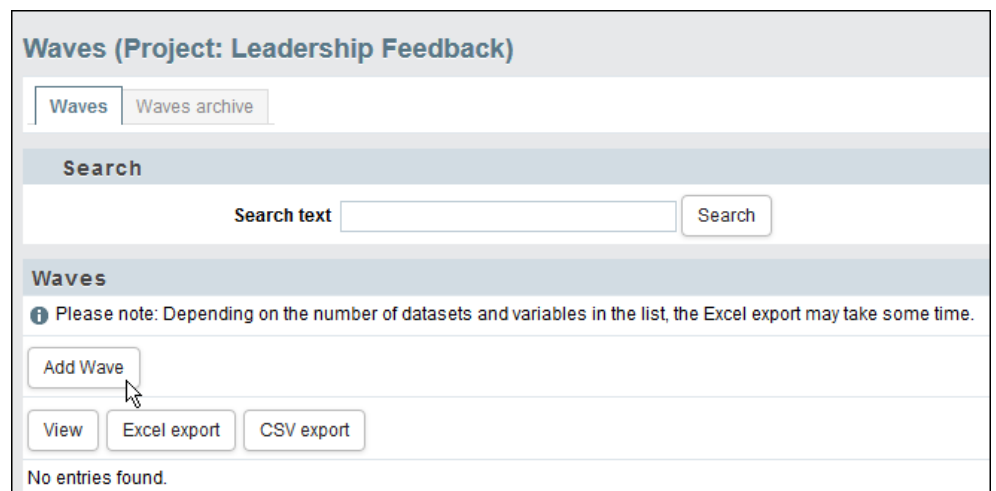 Waves (Project: Leadership Feedback)
Waves Waves archive
Search
Search text Search
Waves
Please note: Depending on the number of datasets and variables in the list, the Excel export may take some time.
Add Wave
View Excel export CSV export
No entries found.